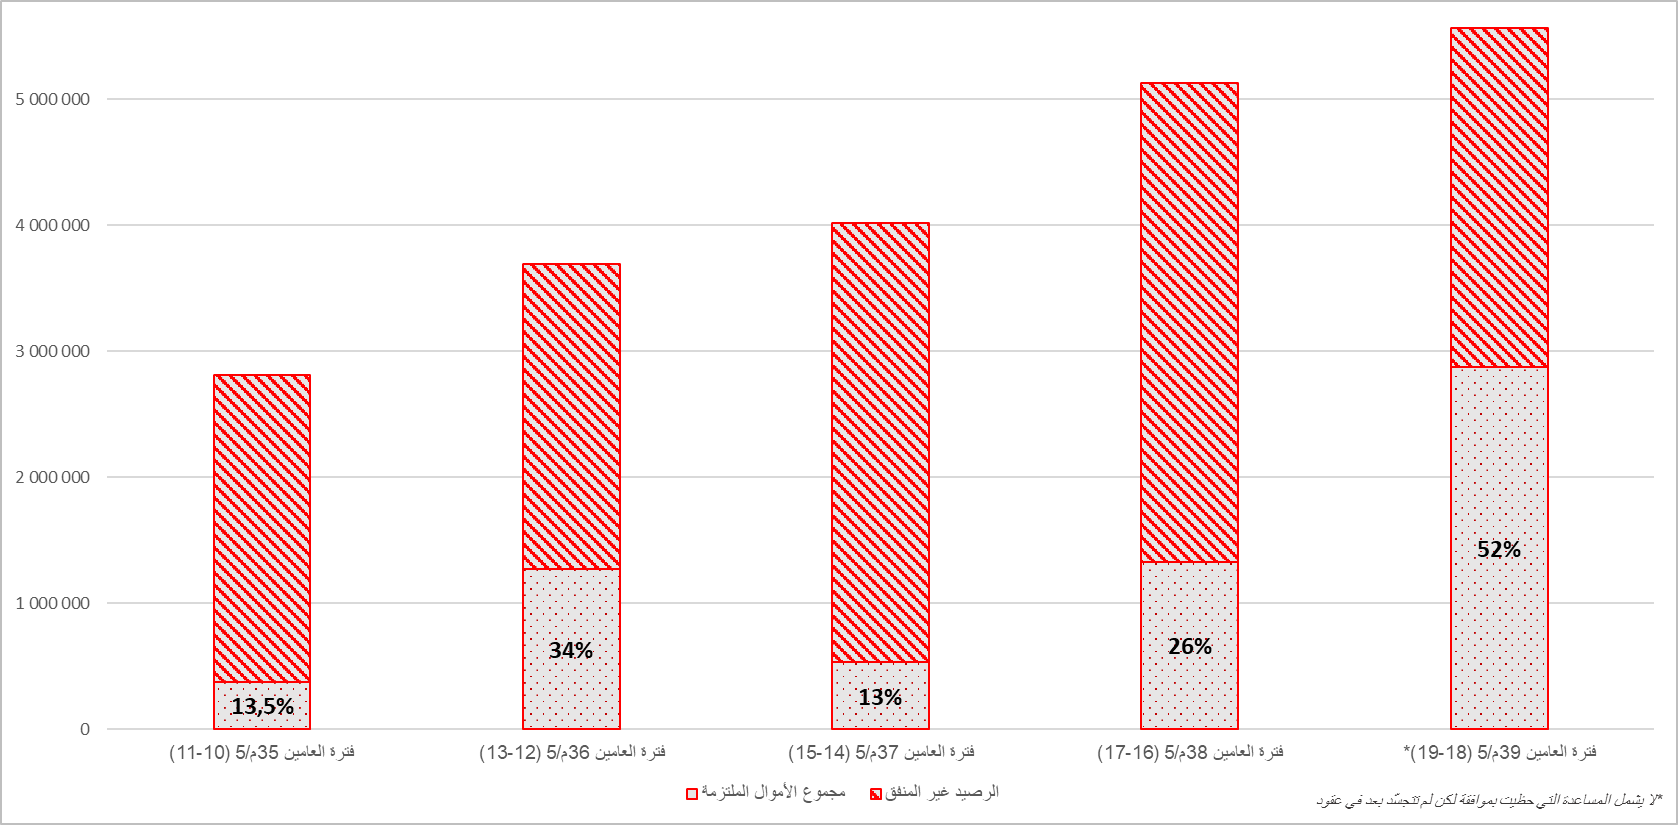 5 000 000
4 000 000
3 000 000
2 000 000
1 000 000
0
13,5%
34%
13%
26%
52%
فترة العامين 35م/5 (10-11)
فترة العامين 36م/5 (12-13)
فترة العامين 37م/5 (14-15)
فترة العامين 38م/5 (16-17)
فترة العامين 39م/5 (18-19)*
مجموع الأموال الملتزمة
الرصيد غير المنفق
*لا يشمل المساعدة التي حظيت بموافقة لكن لم تتجسّد بعد في عقود